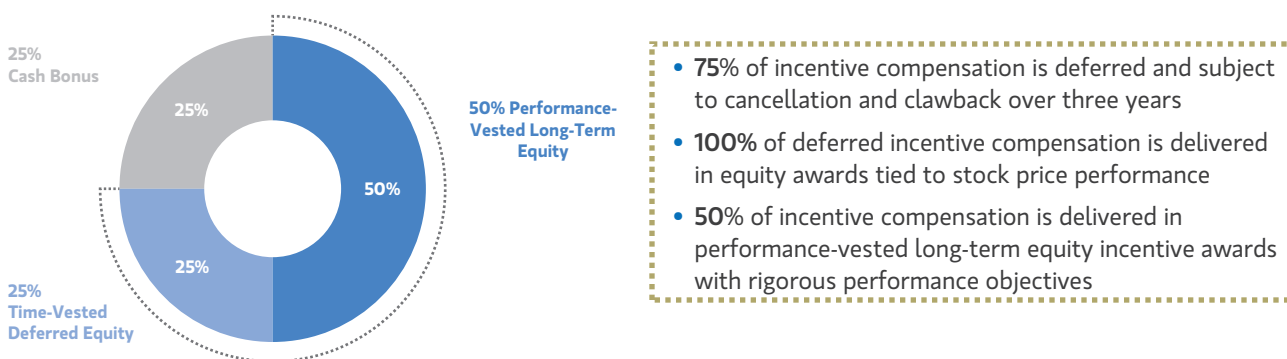 25%
Cash Bonus
25%
50%
25%
50% Performance-
Vested Long-Term
Equity
25%
Time-Vested
Deferred Equity
• 75% of incentive compensation is deferred and subject
to cancellation and clawback over three years
• 100% of deferred incentive compensation is delivered
in equity awards tied to stock price performance
• 50% of incentive compensation is delivered in
performance-vested long-term equity incentive awards
with rigorous performance objectives